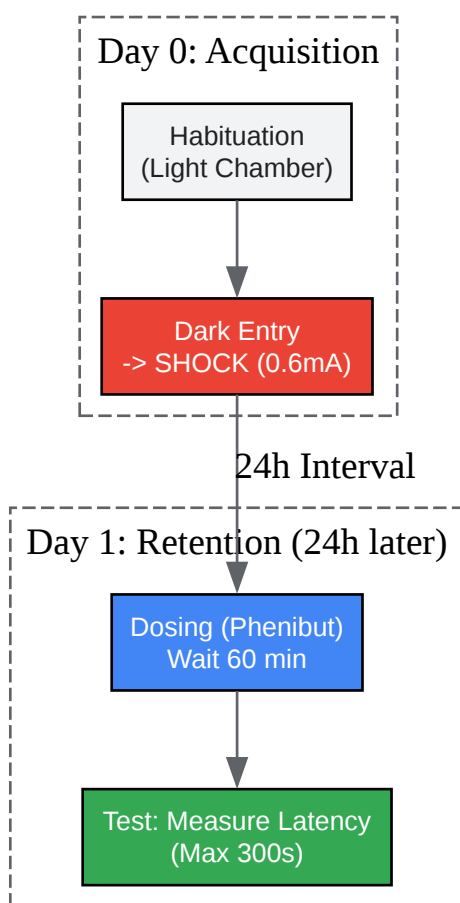 Day 0: Acquisition
Habituation
(Light Chamber)
Dark Entry
-> SHOCK (0.6mA)
24h Interval
Day 1: Retention (24h later)
Dosing (Phenibut)
Wait 60 min
Test: Measure Latency
(Max 300s)